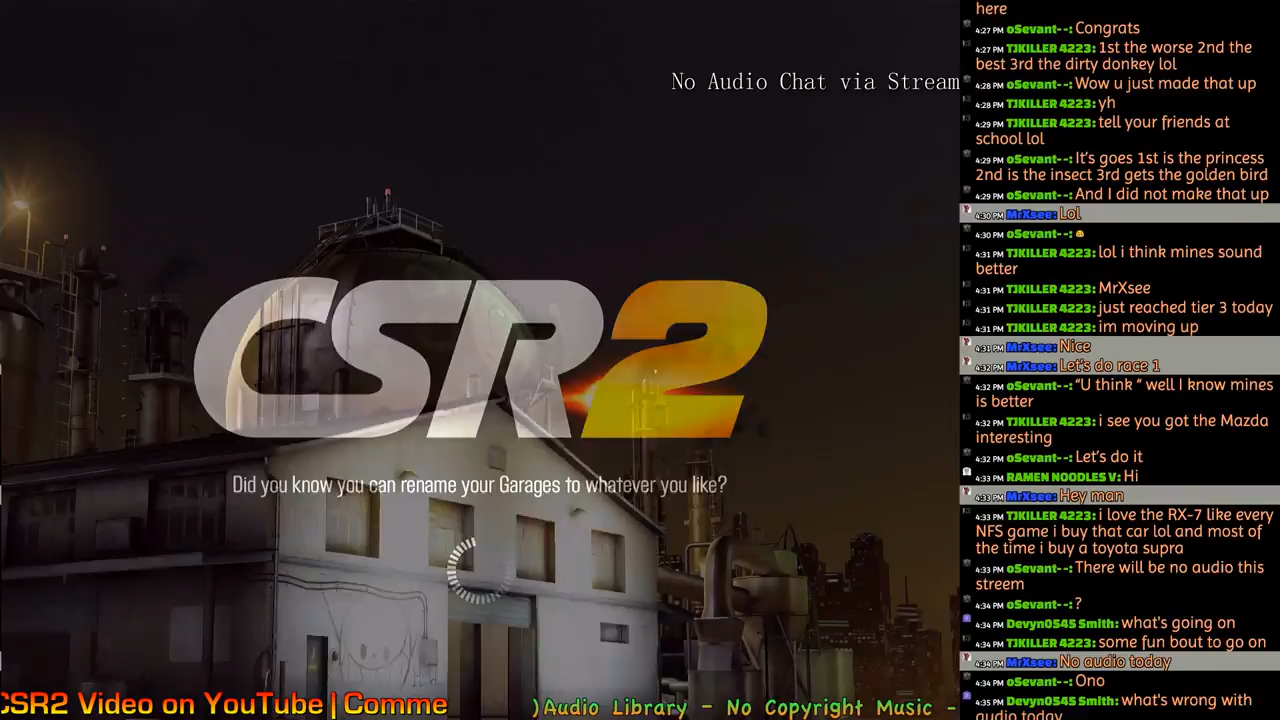 No Audio Chat via Stream
CSR2
Did you know you can rename your Garages to whatever you like?
CSR2 Video on YouTube | Comme
)Audio Library - No Copyright Music -
here
4:27 PM oSevant--: Congrats
4:27 PM TJKILLER 4223: 1st the worse 2nd the
best 3rd the dirty donkey lol
4:28 PM oSevant--: Wow u just made that up
4:28 PM TJKILLER 4223: yh
4:29 PM TJKILLER 4223: tell your friends at
school lol
4:29 PM oSevant--: It's goes 1st is the princess
2nd is the insect 3rd gets the golden bird
4:29 PM oSevant--: And I did not make that up
4:30 PM MrXsee: Lol
4:30 PM oSevant--:
4:31 PM TJKILLER 4223: lol i think mines sound
better
4:31 PM TJKILLER 4223: MrXsee
4:31 PM TJKILLER 4223: just reached tier 3 today
4:31 PM TJKILLER 4223: im moving up
4:31 PM MrXsee: Nice
4:32 PM MrXsee: Let's do race 1
4:32 PM oSevant--: "U think " well I know mines
is better
4:32 PM TJKILLER 4223: i see you got the Mazda
interesting
4:32 PM oSevant--: Let's do it
4:33 PM RAMEN NOODLES V: Hi
4:33 PM MrXsee: Hey man
4:33 PM TJKILLER 4223: i love the RX-7 like every
NFS game i buy that car lol and most of
the time i buy a toyota supra
4:33 PM oSevant--: There will be no audio this
streem
4:34 PM oSevant--: ?
4:34 PM Devyn0545 Smith: what's going on
4:34 PM TJKILLER 4223: some fun bout to go on
4:34 PM MrXsee: No audio today
4:34 PM oSevant--: Ono
4:35 PM Devyn0545 Smith: what's wrong with
audio today